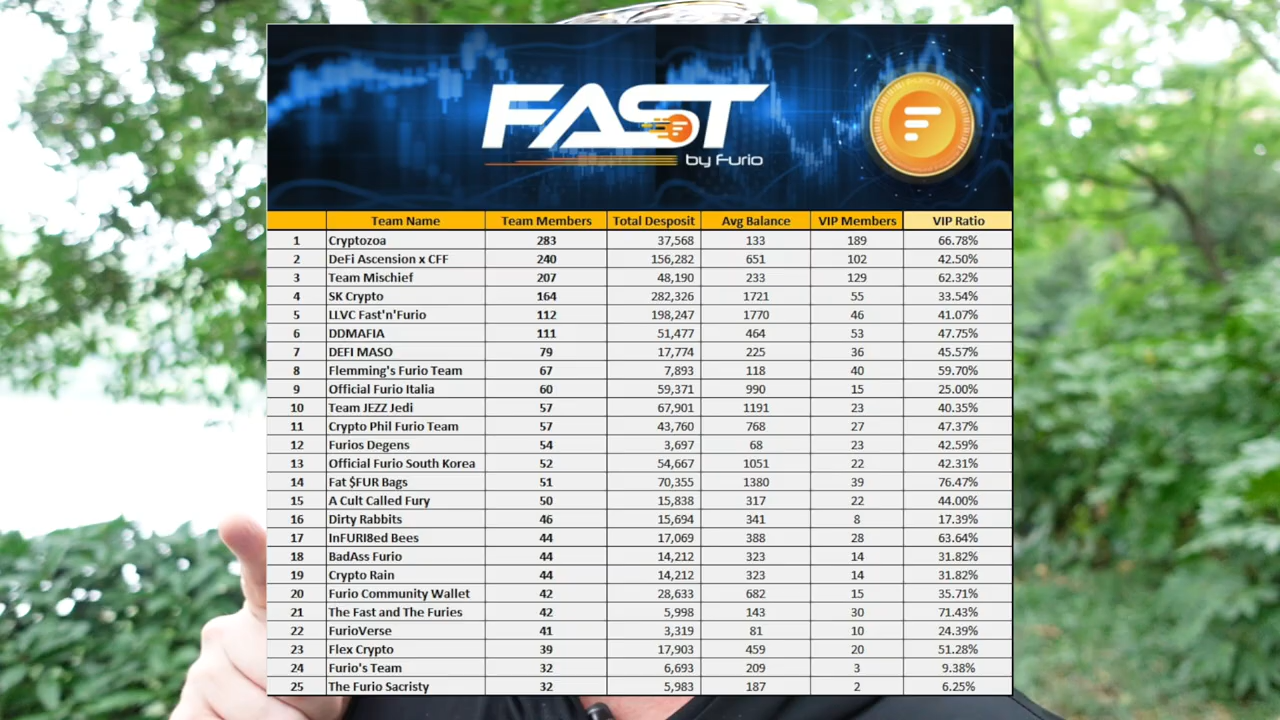 FAST
by Furio
Team Name Team Members Total Desposit Avg Balance VIP Members VIP Ratio
1 Cryptozoa 283 37,568 133 189 66.78%
2 DeFi Ascension x CFF 240 156,282 651 102 42.50%
3 Team Mischief 207 48,190 233 129 62.32%
4 SK Crypto 164 282,326 1721 55 33.54%
5 LLVC Fast'n'Furio 112 198,247 1770 46 41.07%
6 DDMAFIA 111 51,477 464 53 47.75%
7 DEFI MASO 79 17,774 225 36 45.57%
8 Flemming's Furio Team 67 7,893 118 40 59.70%
9 Official Furio Italia 60 59,371 990 15 25.00%
10 Team JEZZ Jedi 57 67,901 1191 23 40.35%
11 Crypto Phil Furio Team 57 43,760 768 27 47.37%
12 Furios Degens 54 3,697 68 23 42.59%
13 Official Furio South Korea 52 54,667 1051 22 42.31%
14 Fat $FUR Bags 51 70,355 1380 39 76.47%
15 A Cult Called Fury 50 15,838 317 22 44.00%
16 Dirty Rabbits 46 15,694 341 8 17.39%
17 InFURI8ed Bees 44 17,069 388 28 63.64%
18 BadAss Furio 44 14,212 323 14 31.82%
19 Crypto Rain 44 14,212 323 14 31.82%
20 Furio Community Wallet 42 28,633 682 15 35.71%
21 The Fast and The Furies 42 5,998 143 30 71.43%
22 FurioVerse 41 3,319 81 10 24.39%
23 Flex Crypto 39 17,903 459 20 51.28%
24 Furio's Team 32 6,693 209 3 9.38%
25 The Furio Sacristy 32 5,983 187 2 6.25%